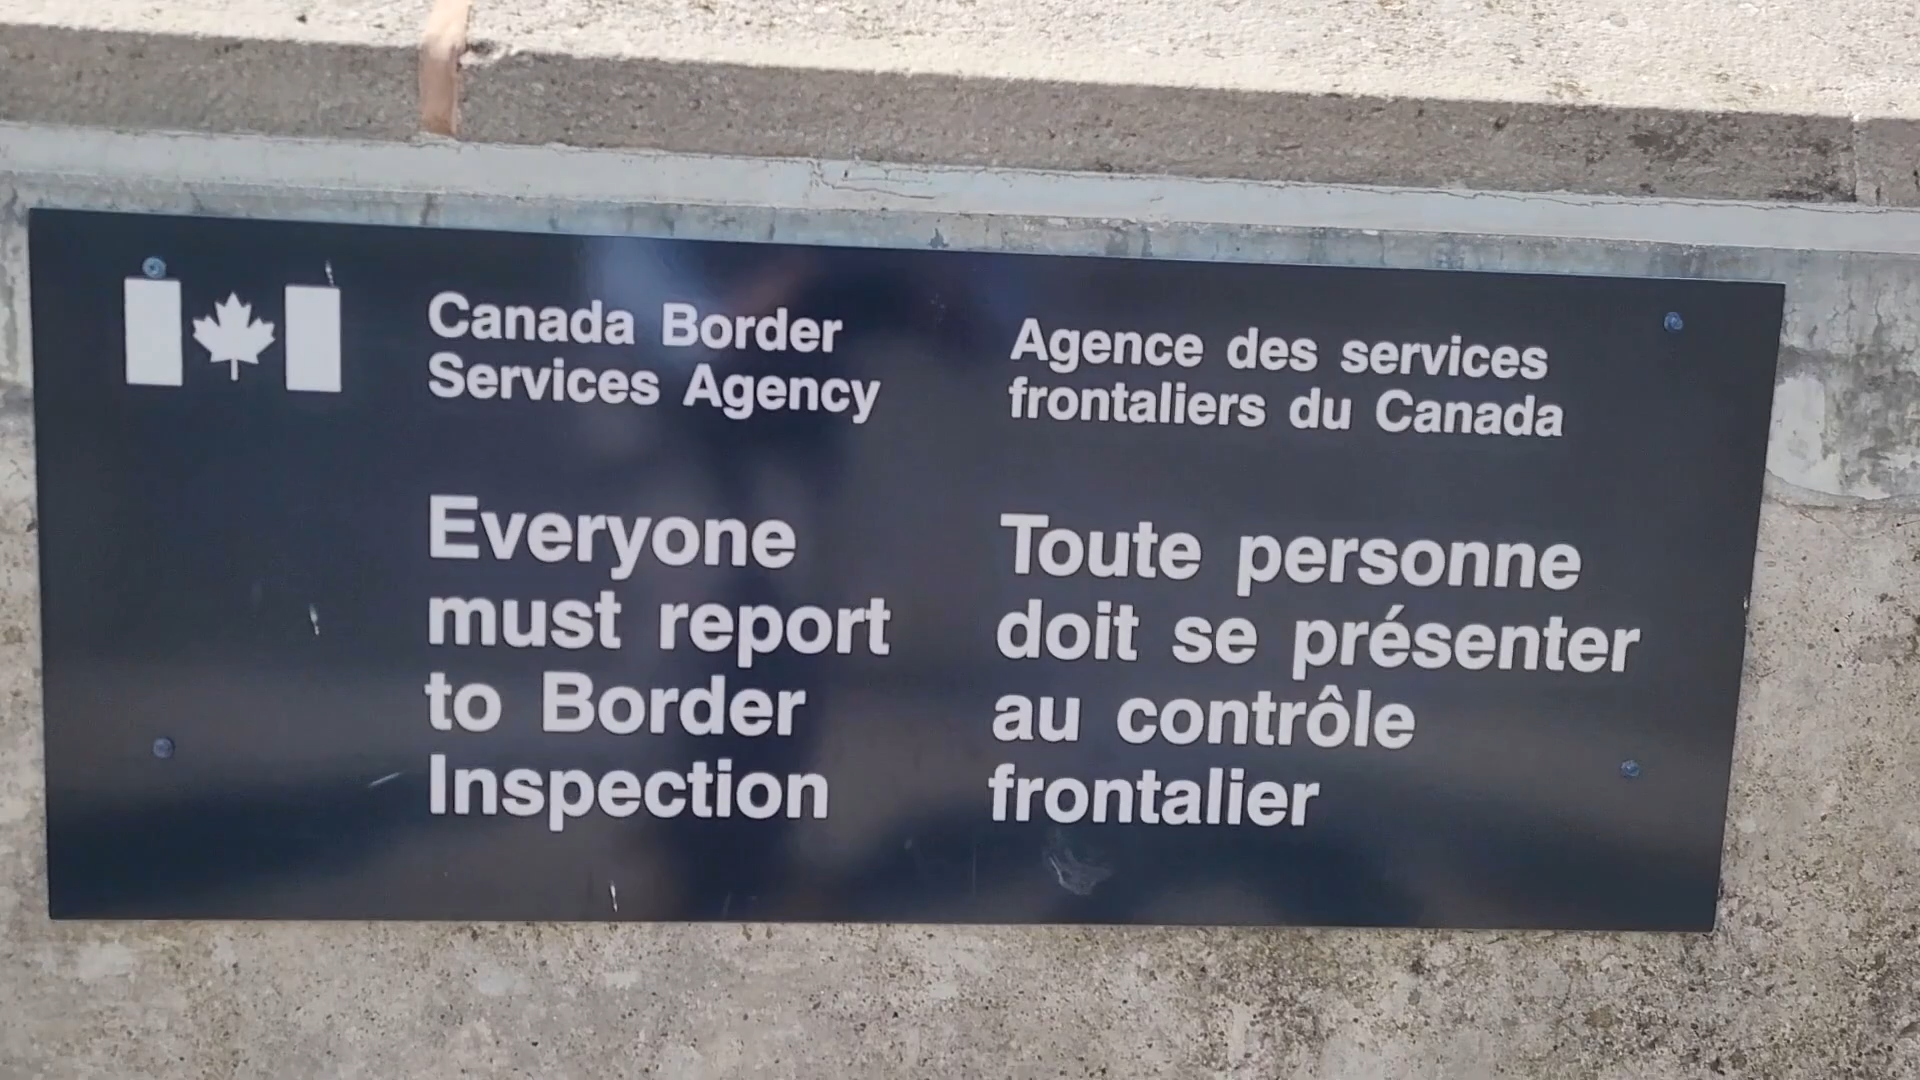 Canada Border
Services Agency
Agence des services
frontaliers du Canada
Everyone
must report
to Border
Inspection
Toute personne
doit se présenter
au contrôle
frontalier